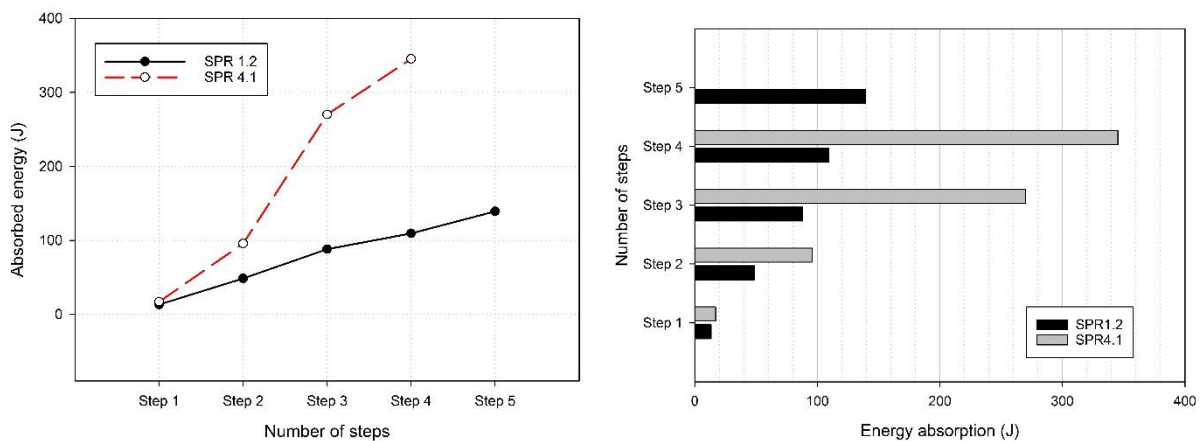 400
300
200
100
0
Absorbed energy (J)
SPR 1.2
SPR 4.1
Step 1
Step 2
Step 3
Step 4
Step 5
Number of steps
Step 5
Step 4
Step 3
Step 2
Step 1
Number of steps
SPR1.2
SPR4.1
0
100
200
300
400
Energy absorption (J)